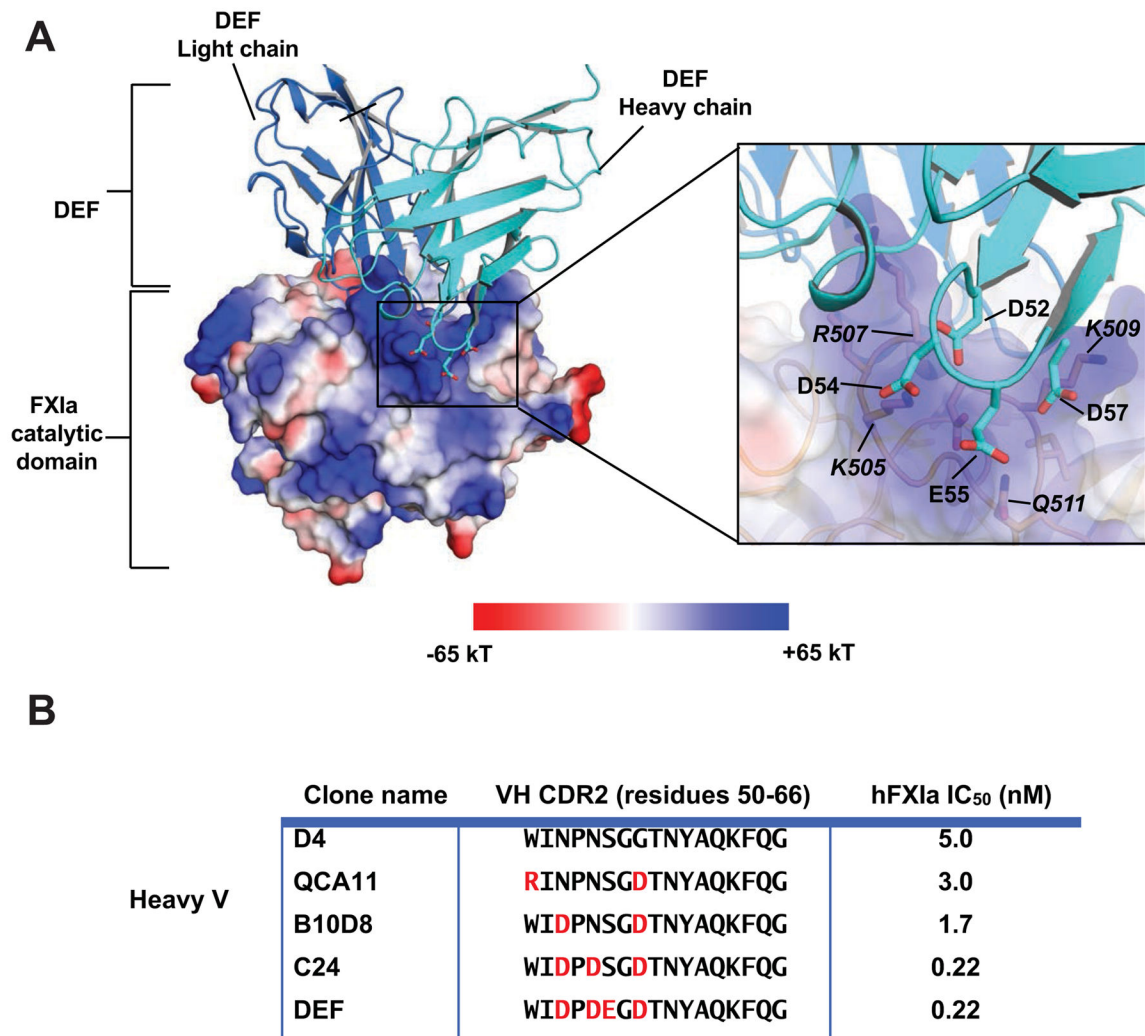 A
DEF
Light chain
DEF
Heavy chain
DEF
FXIa
catalytic
domain
R507
D52
K509
D54
D57
K505
E55
Q511
-65 kT
+65 kT
B
Clone name VH CDR2 (residues 50-66) hFXIa IC₅₀ (nM)
Heavy V
D4 WINPNSGGTNYAQKFQG 5.0
QCA11 RINPNSGDTNYAQKFQG 3.0
B10D8 WIDPNSGDTNYAQKFQG 1.7
C24 WIDPDSGDTNYAQKFQG 0.22
DEF WIDPDEGDTNYAQKFQG 0.22